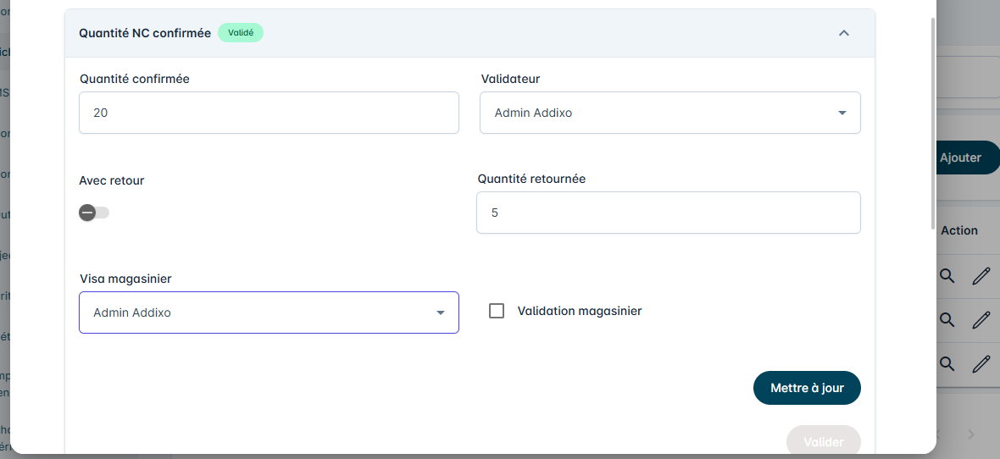 Quantité NC confirmée Validé
Quantité confirmée
Validateur
20
Admin Addixo
Ajouter
Avec retour
Quantité retournée
5
Action
Visa magasinier
Admin Addixo
Validation magasinier
Mettre à jour
Valider